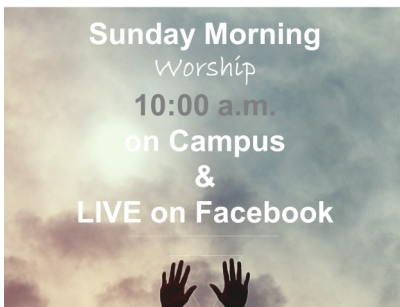 Sunday Morning
Worship
10:00 a.m.
on Campus
&
LIVE on Facebook